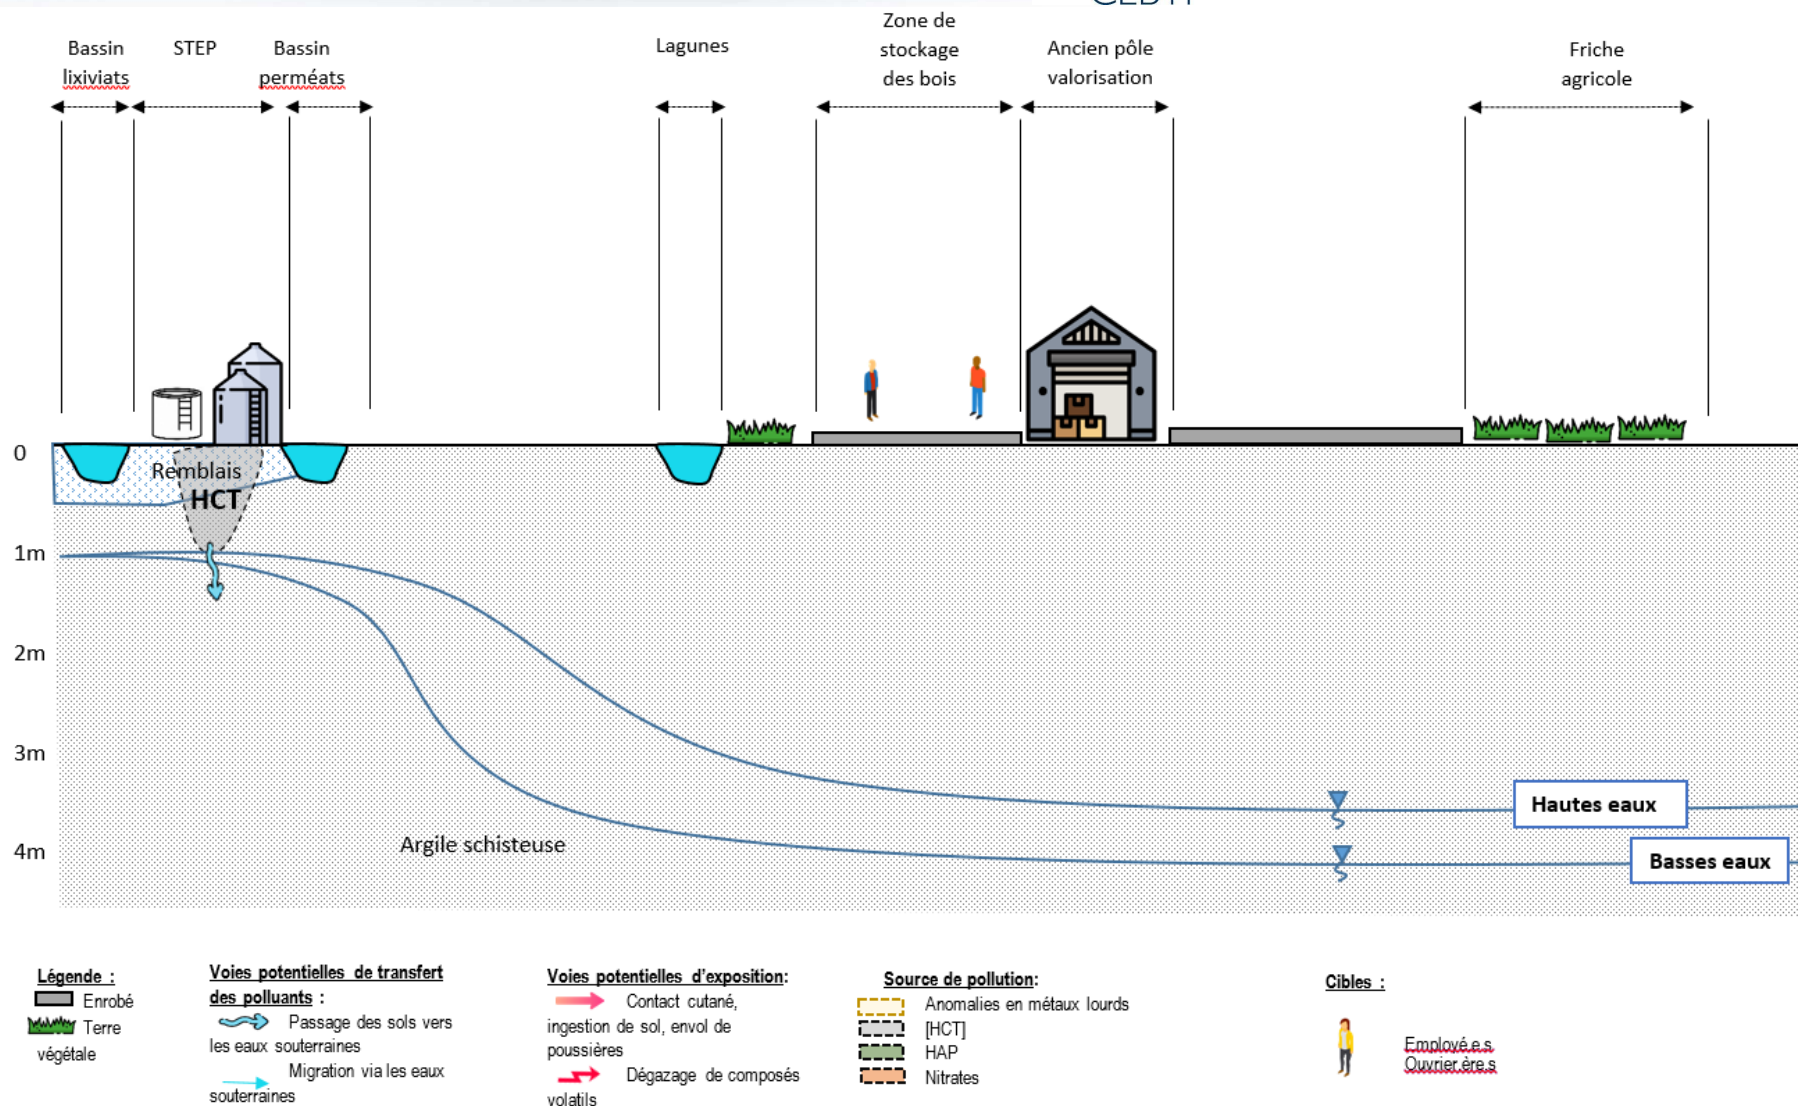 Bassin
lixiviats
STEP
Bassin
perméats
Lagunes
Zone de
stockage
des bois
Ancien pôle
valorisation
Friche
agricole
0
Remblais
HCT
1m
2m
3m
Hautes eaux
4m
Argile schisteuse
Basses eaux
Légende :
Enrobé
Terre
végétale
Voies potentielles de transfert
des polluants :
Passage des sols vers
les eaux souterraines
Migration via les eaux
souterraines
Voies potentielles d'exposition:
Contact cutané,
ingestion de sol, envol de
poussières
Dégazage de composés
volatils
Source de pollution:
Anomalies en métaux lourds
[HCT]
HAP
Nitrates
Cibles :
Employé.e.s
Ouvrier.ère.s